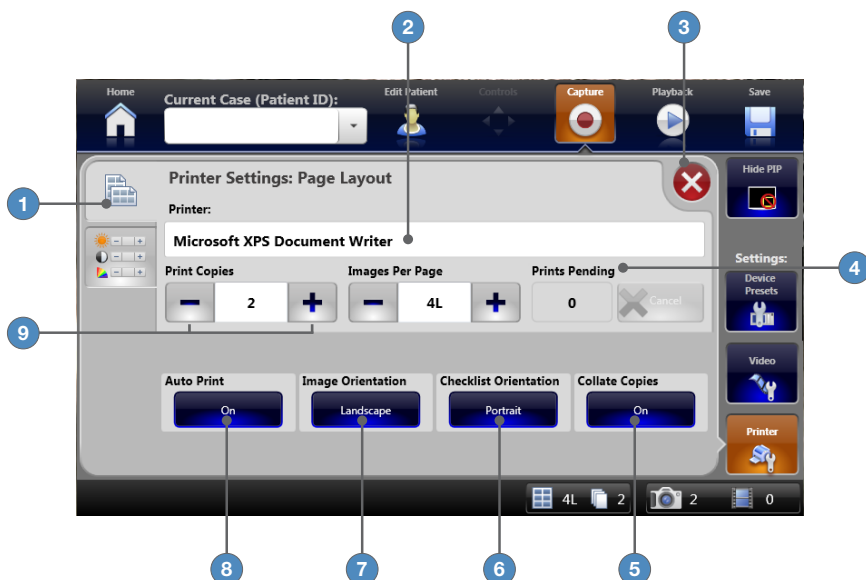 2
3
Home
Current Case (Patient ID):
Edit Patient
Controls
Capture
Playback
Save
1
Printer Settings: Page Layout
Hide PIP
Printer:
Microsoft XPS Document Writer
Settings:
4
Print Copies
Images Per Page
Prints Pending
Device
Presets
2
4L
0
Cancel
9
Video
Auto Print
Image Orientation
Checklist Orientation
Collate Copies
On
Landscape
Portrait
On
Printer
4L
2
2
0
8
7
6
5